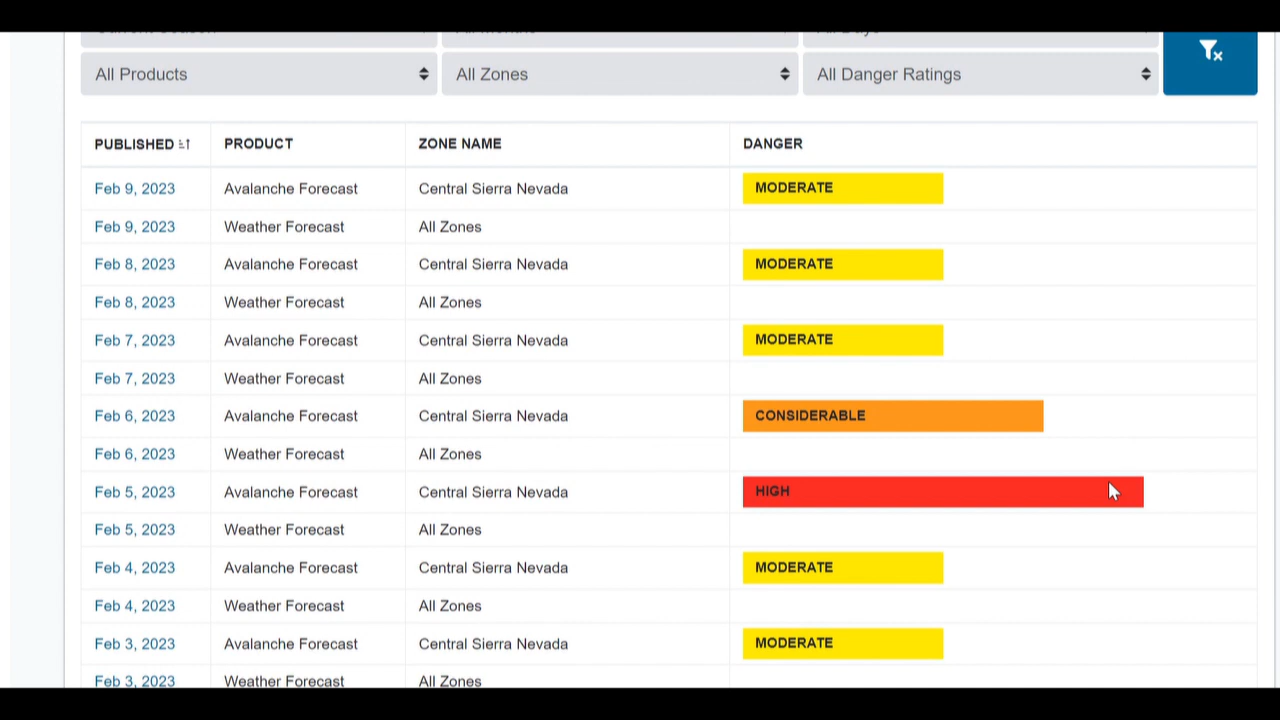 All Products All Zones All Danger Ratings
PUBLISHED PRODUCT ZONE NAME DANGER
Feb 9, 2023 Avalanche Forecast Central Sierra Nevada MODERATE
Feb 9, 2023 Weather Forecast All Zones
Feb 8, 2023 Avalanche Forecast Central Sierra Nevada MODERATE
Feb 8, 2023 Weather Forecast All Zones
Feb 7, 2023 Avalanche Forecast Central Sierra Nevada MODERATE
Feb 7, 2023 Weather Forecast All Zones
Feb 6, 2023 Avalanche Forecast Central Sierra Nevada CONSIDERABLE
Feb 6, 2023 Weather Forecast All Zones
Feb 5, 2023 Avalanche Forecast Central Sierra Nevada HIGH
Feb 5, 2023 Weather Forecast All Zones
Feb 4, 2023 Avalanche Forecast Central Sierra Nevada MODERATE
Feb 4, 2023 Weather Forecast All Zones
Feb 3, 2023 Avalanche Forecast Central Sierra Nevada MODERATE
Feb 3, 2023 Weather Forecast All Zones